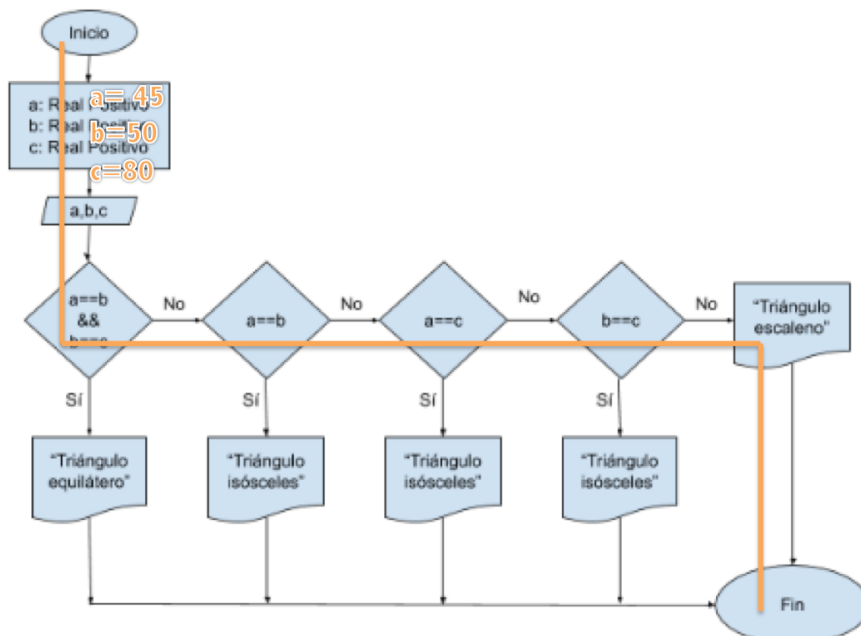 Inicio
a: Real Positivo
b: Real Positivo
c: Real Positivo
a= 45
b=50
c=80
a,b,c
a==b
&&
b==c
No
a==b
No
a==c
No
b==c
No
“Triángulo
escaleno”
Sí
Sí
Sí
Sí
“Triángulo
equilátero”
“Triángulo
isósceles”
“Triángulo
isósceles”
“Triángulo
isósceles”
Fin